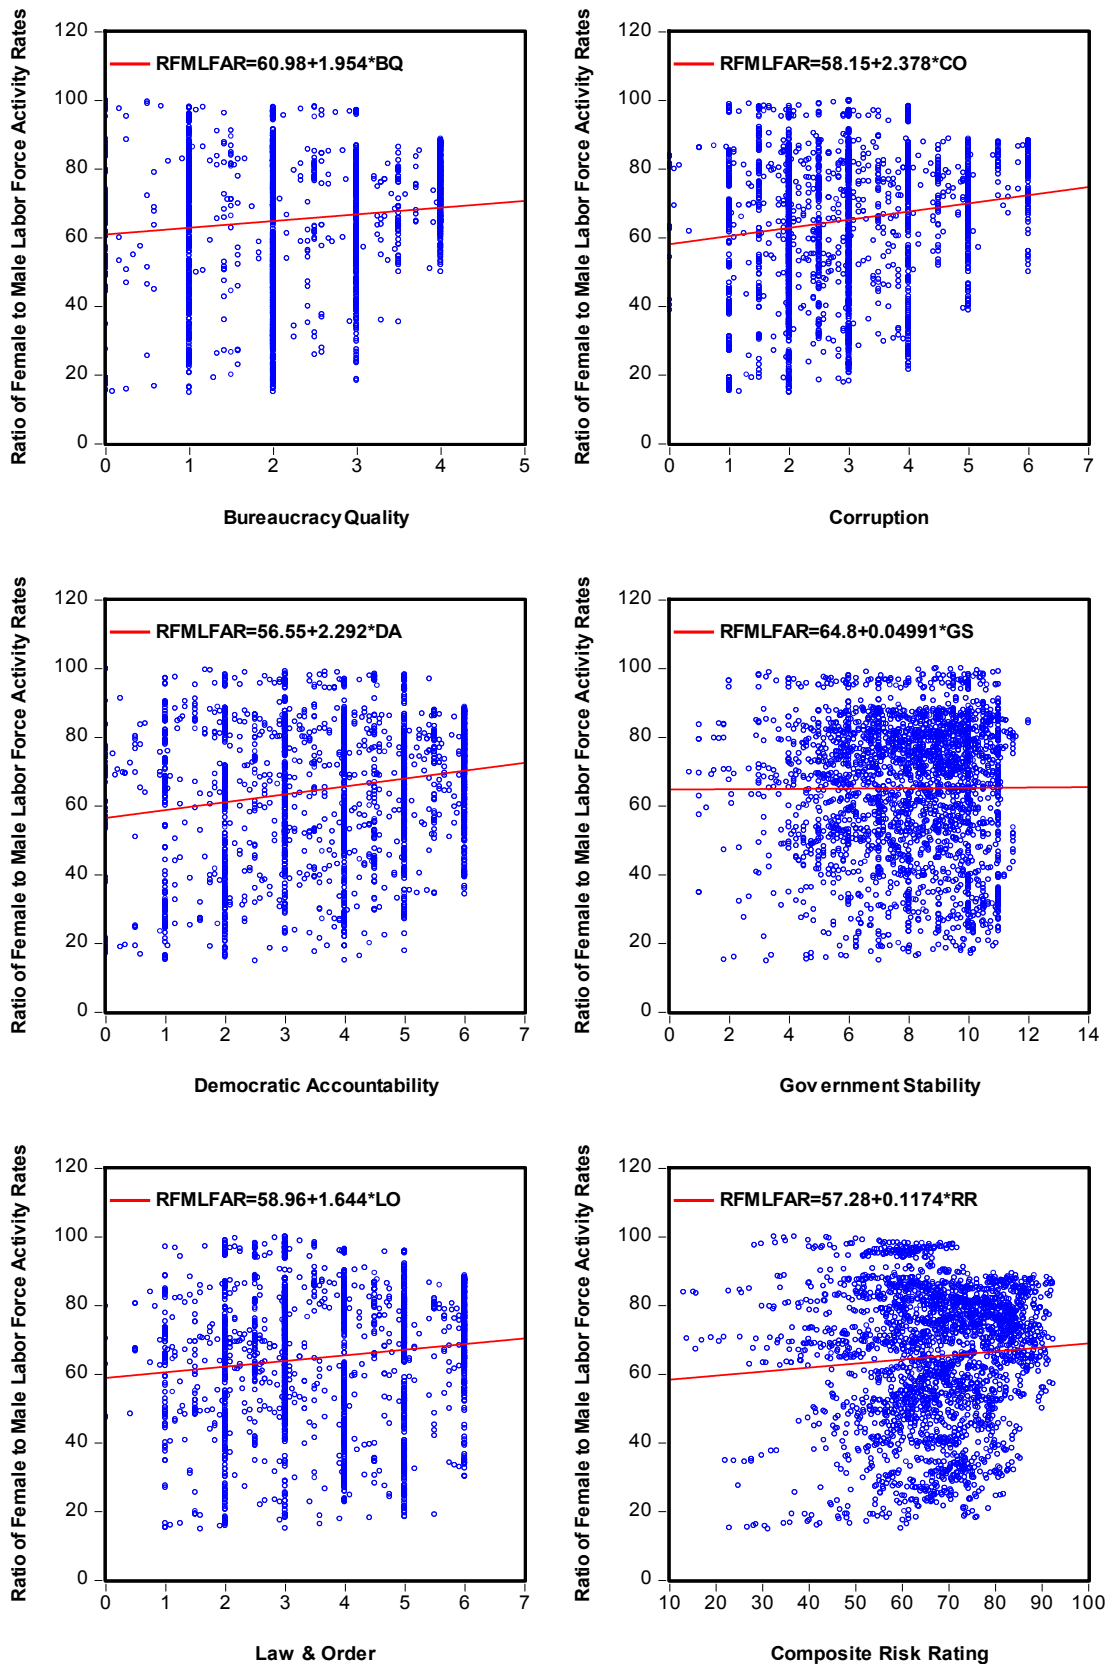 Ratio of Female to Male Labor Force Activity Rates
120
100
80
60
40
20
0
RFMLFAR=60.98+1.954*BQ
0 1 2 3 4 5
Bureaucracy Quality
Ratio of Female to Male Labor Force Activity Rates
120
100
80
60
40
20
0
RFMLFAR=58.15+2.378*CO
0 1 2 3 4 5 6 7
Corruption
Ratio of Female to Male Labor Force Activity Rates
120
100
80
60
40
20
0
RFMLFAR=56.55+2.292*DA
0 1 2 3 4 5 6 7
Democratic Accountability
Ratio of Female to Male Labor Force Activity Rates
120
100
80
60
40
20
0
RFMLFAR=64.8+0.04991*GS
0 2 4 6 8 10 12 14
Government Stability
Ratio of Female to Male Labor Force Activity Rates
120
100
80
60
40
20
0
RFMLFAR=58.96+1.644*LO
0 1 2 3 4 5 6 7
Law & Order
Ratio of Female to Male Labor Force Activity Rates
120
100
80
60
40
20
0
RFMLFAR=57.28+0.1174*RR
10 20 30 40 50 60 70 80 90 100
Composite Risk Rating